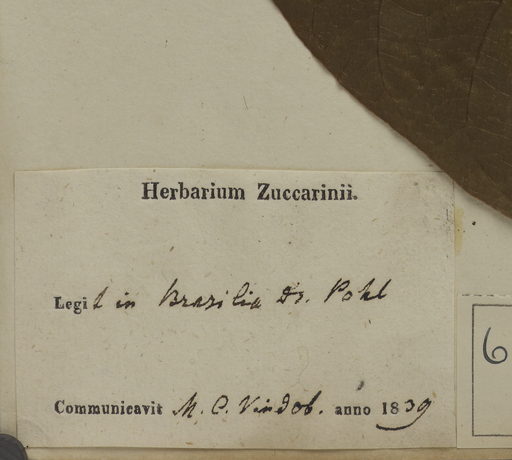 Herbarium Zuccarinii.
Legit in Brasilia Dr. Pohl
Communicavit M. C. Vindob. anno 1839
6